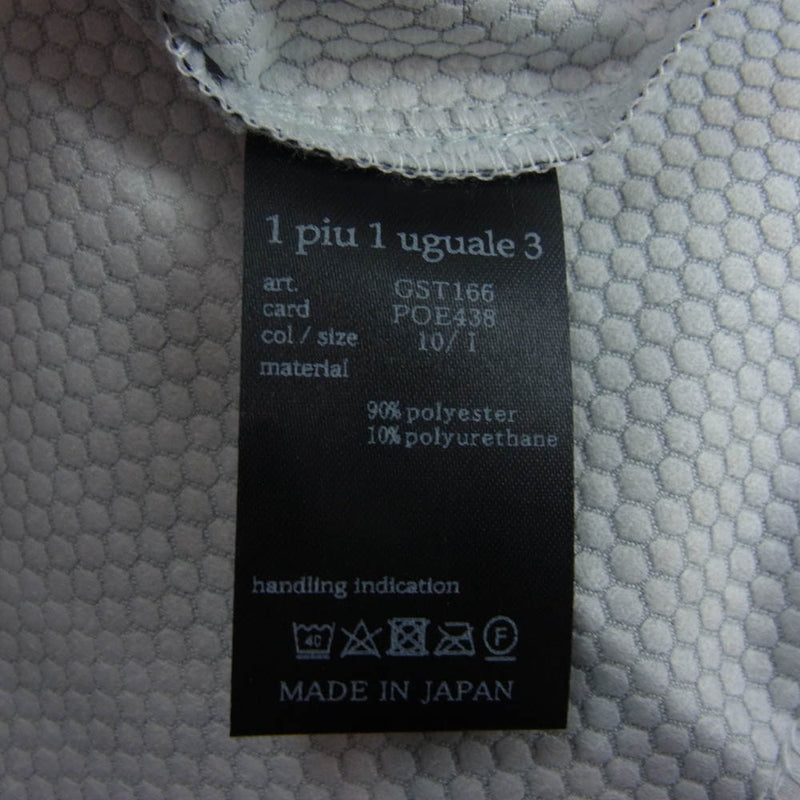 1 piu 1 uguale 3
art. GST166
card POE438
col / size 10/ I
material
90% polyester
10% polyurethane
handling indication
40 F
MADE IN JAPAN